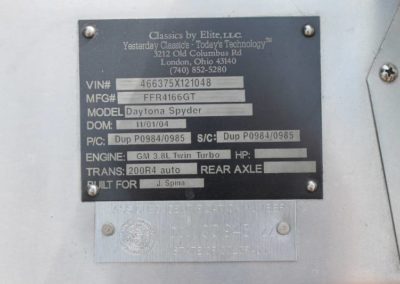 Classics by Elite, LLC.
Yesterday Classic's - Today's Technology™
3212 Old Columbus Rd
London, Ohio 43140
(740) 852-5280
VIN# 466375X121048
MFG# FFR4166GT
MODEL Daytona Spyder
DOM: 11/01/04
P/C: Dup P0984/0985 S/C: Dup P0984/0985
ENGINE: GM 3.8L Twin Turbo HP:
TRANS: 200R4 auto REAR AXLE
BUILT FOR J. Spina